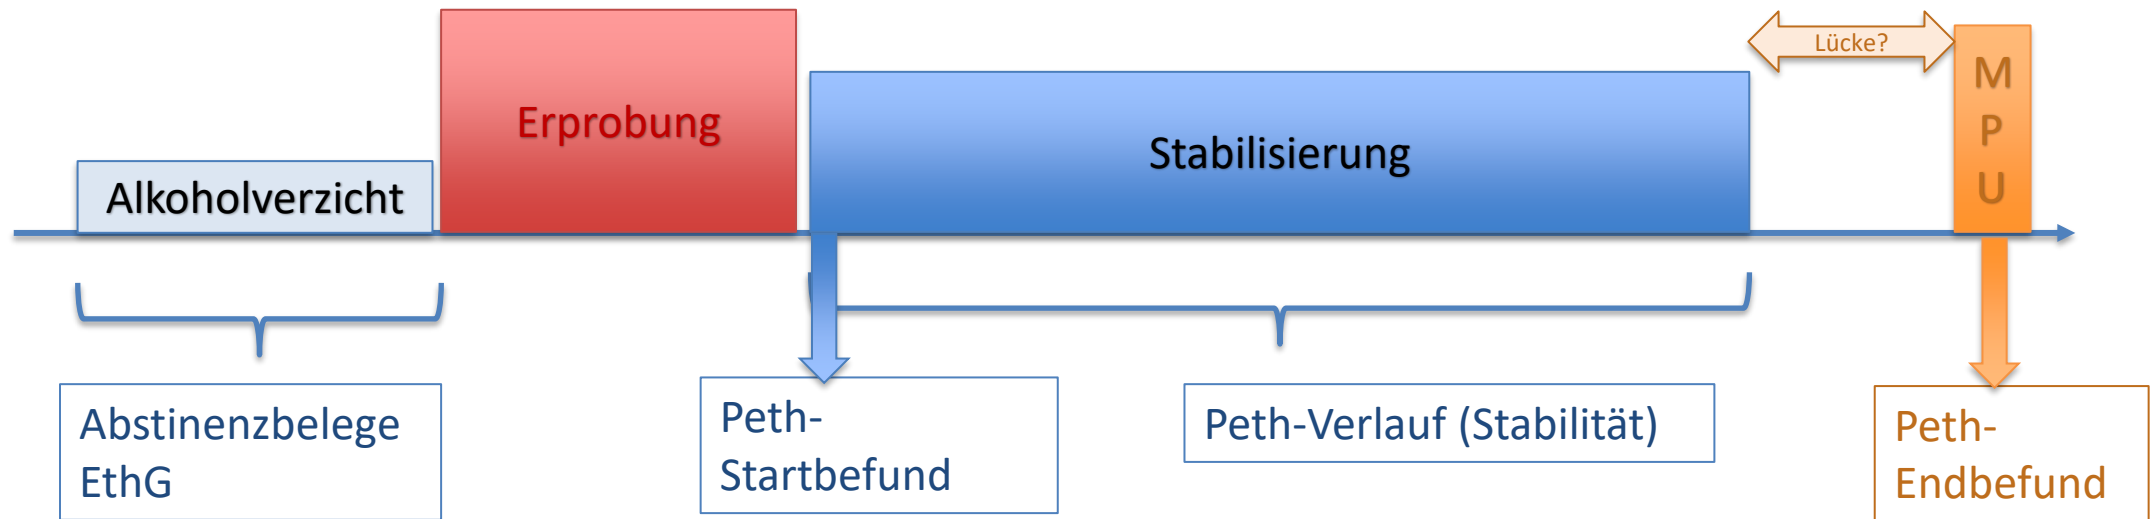 Lücke?
M
P
U
Erprobung
Stabilisierung
Alkoholverzicht
Abstinenzbelege
EthG
Peth-
Startbefund
Peth-Verlauf (Stabilität)
Peth-
Endbefund